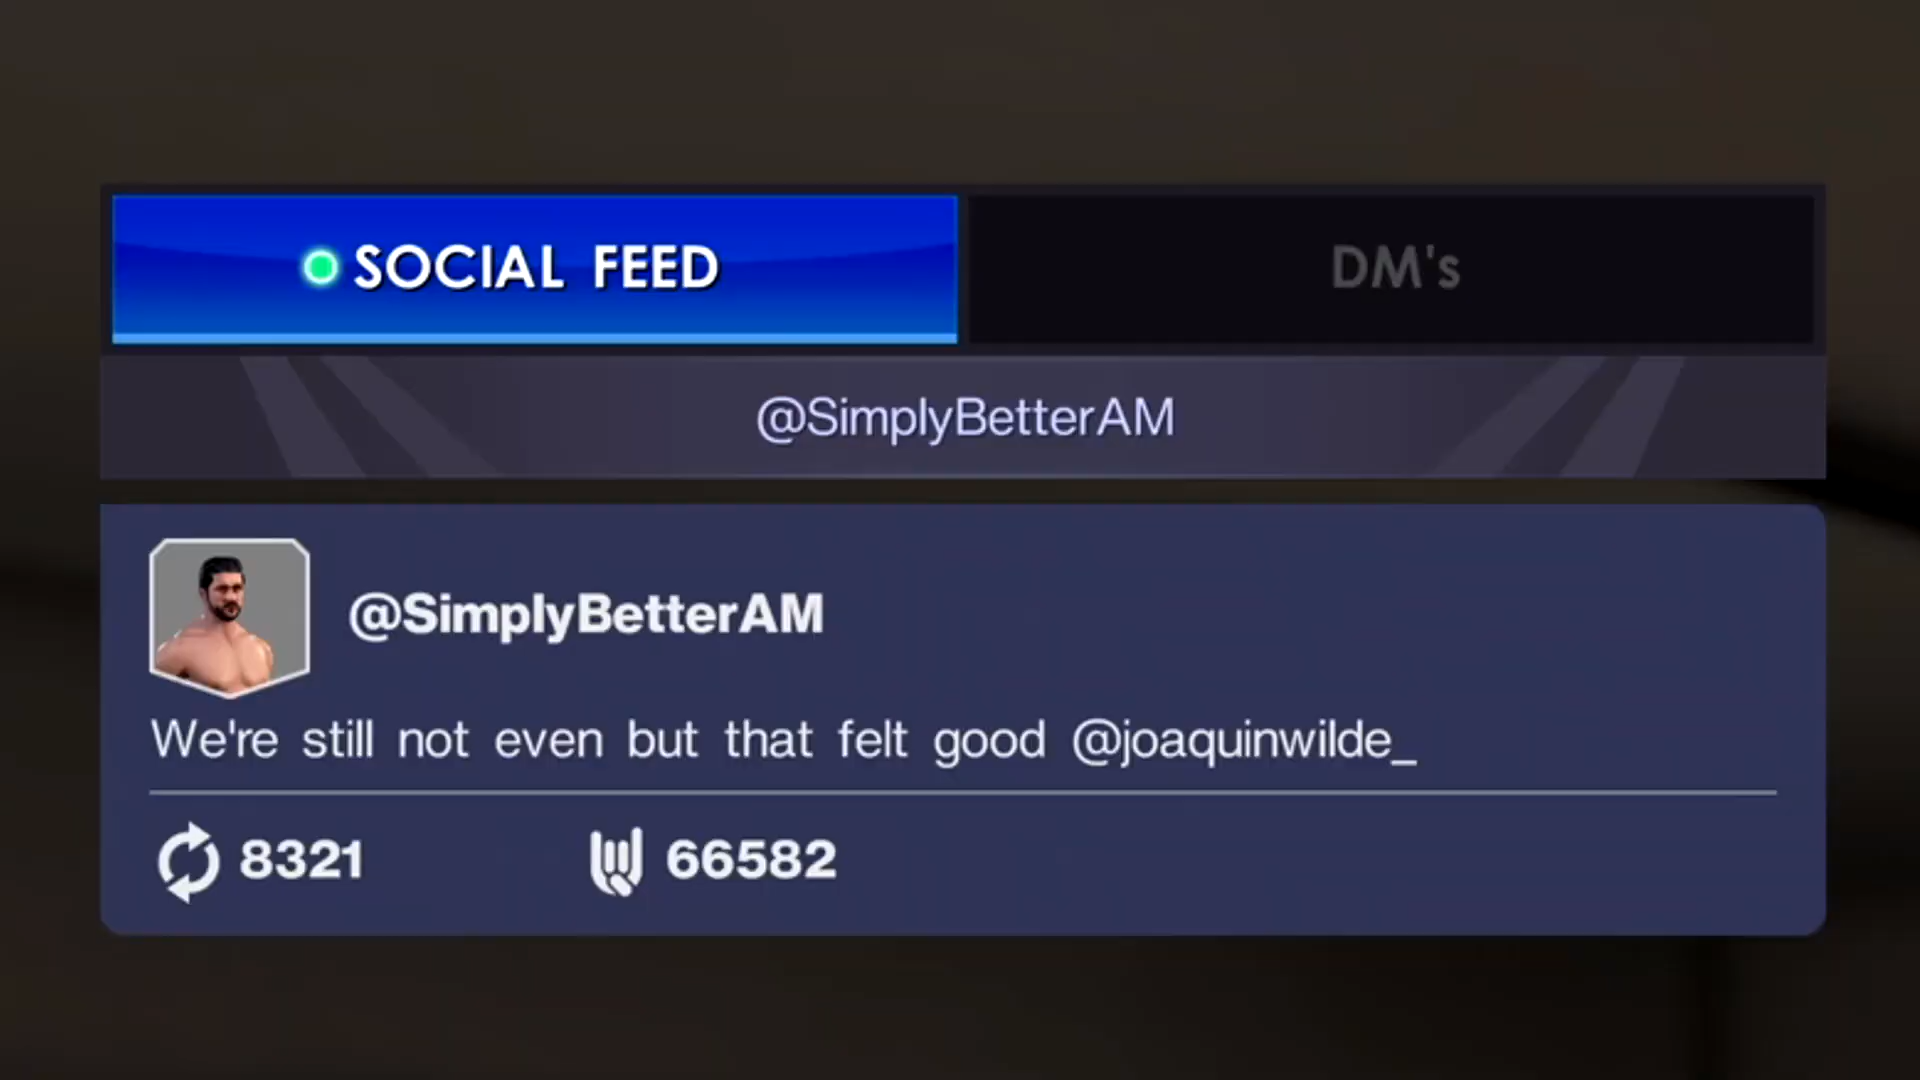 SOCIAL FEED
DM's
@SimplyBetterAM
@SimplyBetterAM
We're still not even but that felt good @joaquinwilde_
8321
66582